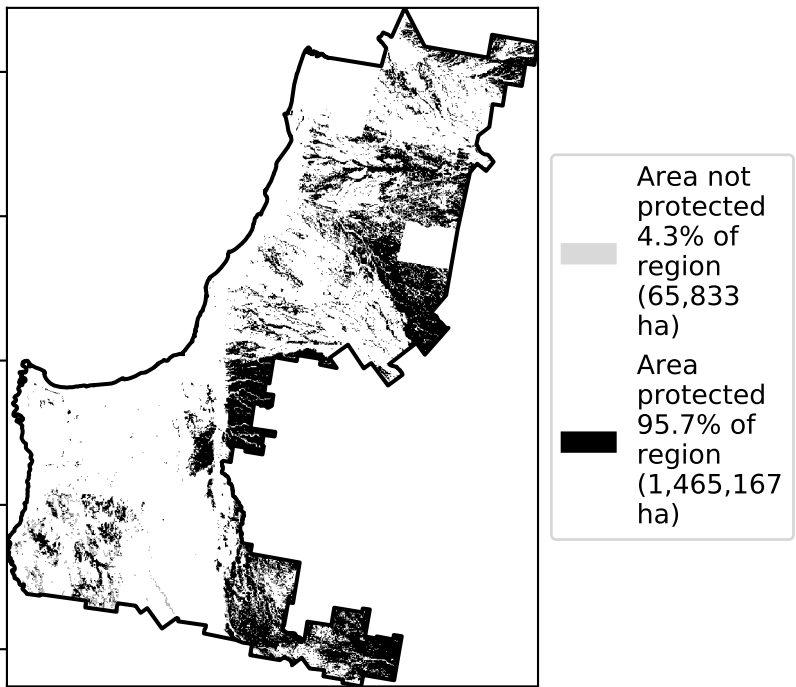 Area not
protected
4.3% of
region
(65,833
ha)
Area
protected
95.7% of
region
(1,465,167
ha)